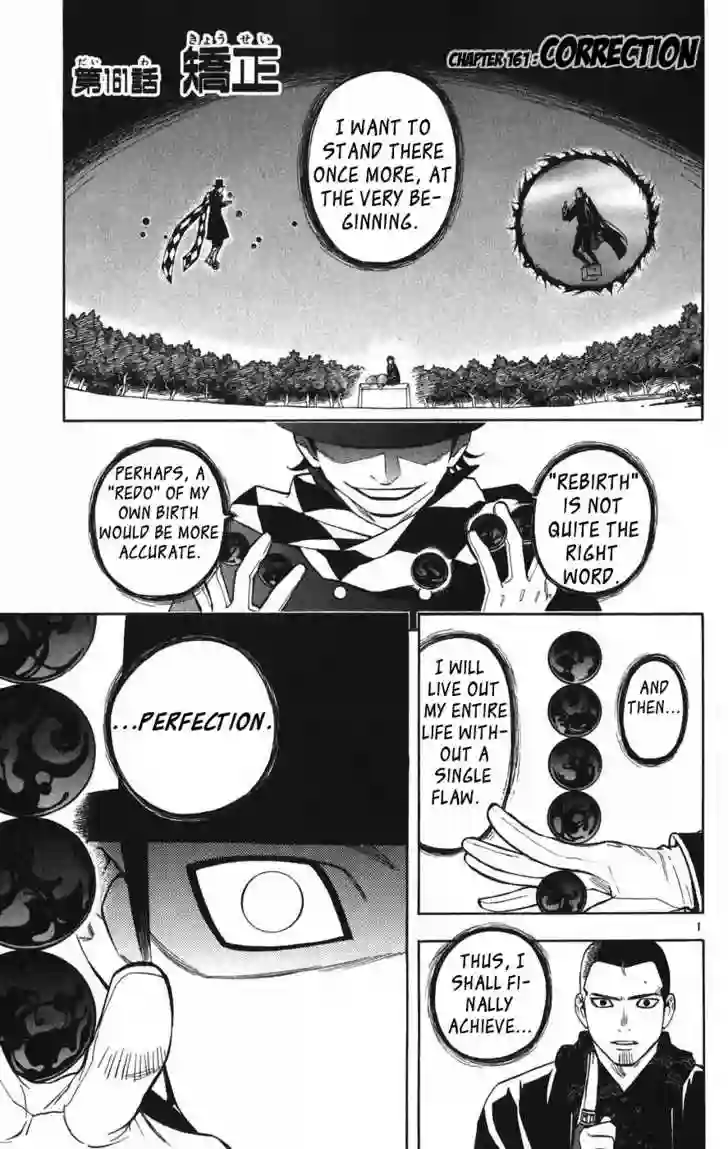 きょうせい
だい わ
第161話 矯正
CHAPTER 161: CORRECTION
I WANT TO
STAND THERE
ONCE MORE, AT
THE VERY BE-
GINNING.
"REBIRTH"
IS NOT
QUITE THE
RIGHT
WORD.
PERHAPS, A
"REDO" OF MY
OWN BIRTH
WOULD BE MORE
ACCURATE.
AND
THEN...
I WILL
LIVE OUT
MY ENTIRE
LIFE WITH-
OUT A
SINGLE
FLAW.
1
THUS, I
SHALL FI-
NALLY
ACHIEVE...
...PERFECTION.